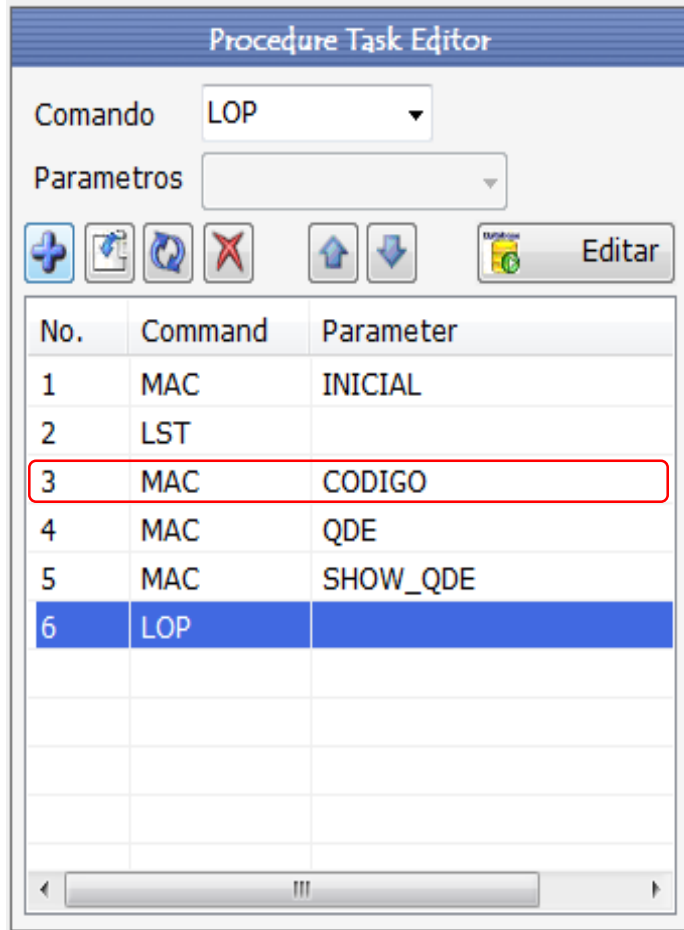 Procedure Task Editor
Comando LOP
Parametros
Editar
No. Command Parameter
1 MAC INICIAL
2 LST
3 MAC CODIGO
4 MAC QDE
5 MAC SHOW_QDE
6 LOP